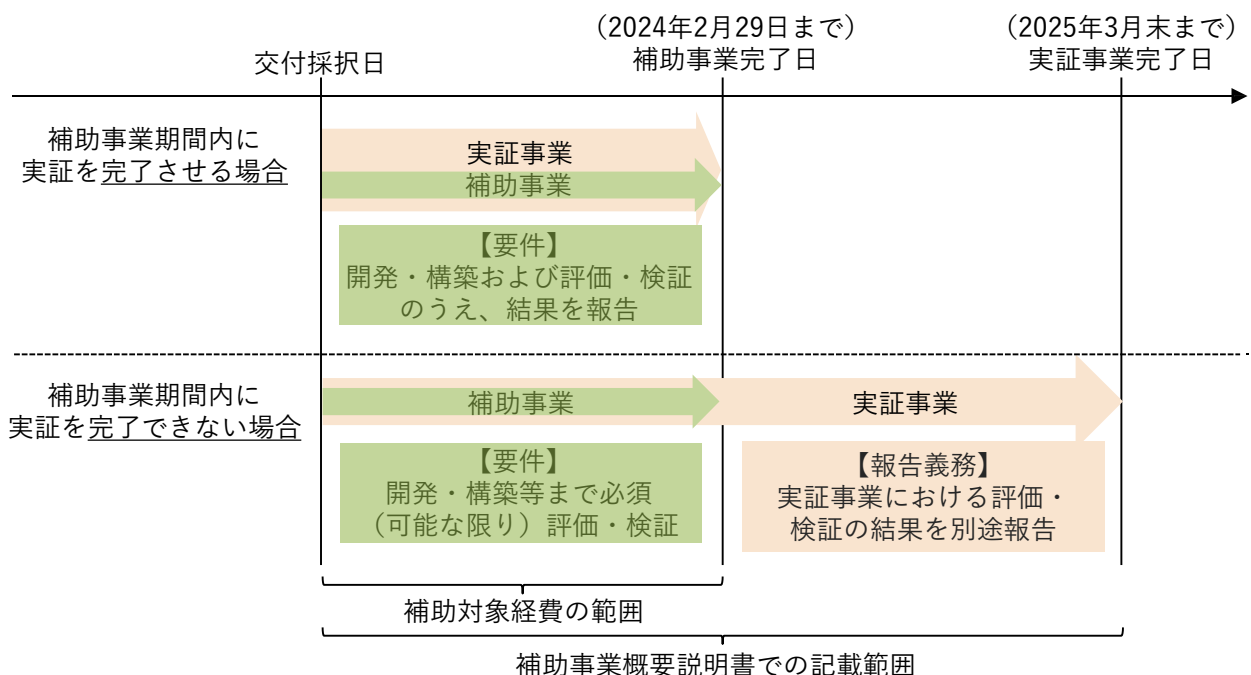 （2024年2月29日まで）
補助事業完了日
（2025年3月末まで）
実証事業完了日
交付採択日
補助事業期間内に
実証を完了させる場合
実証事業
補助事業
【要件】
開発・構築および評価・検証
のうえ、結果を報告
補助事業期間内に
実証を完了できない場合
補助事業
実証事業
【要件】
開発・構築等まで必須
（可能な限り）評価・検証
【報告義務】
実証事業における評価・
検証の結果を別途報告
補助対象経費の範囲
補助事業概要説明書での記載範囲